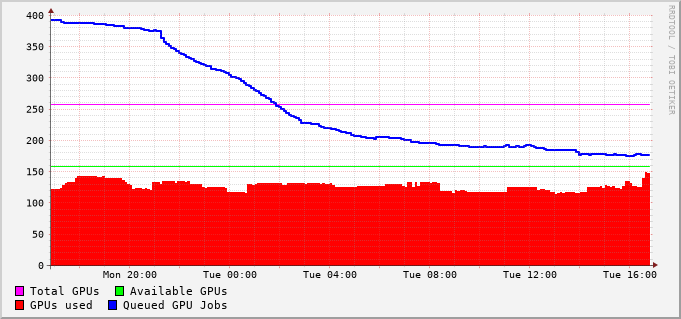 400
350
300
250
200
150
100
50
0
Mon 20:00 Tue 00:00 Tue 04:00 Tue 08:00 Tue 12:00 Tue 16:00
Total GPUs Available GPUs
GPUs used Queued GPU Jobs
RRDTOOL / TOBI OETIKER